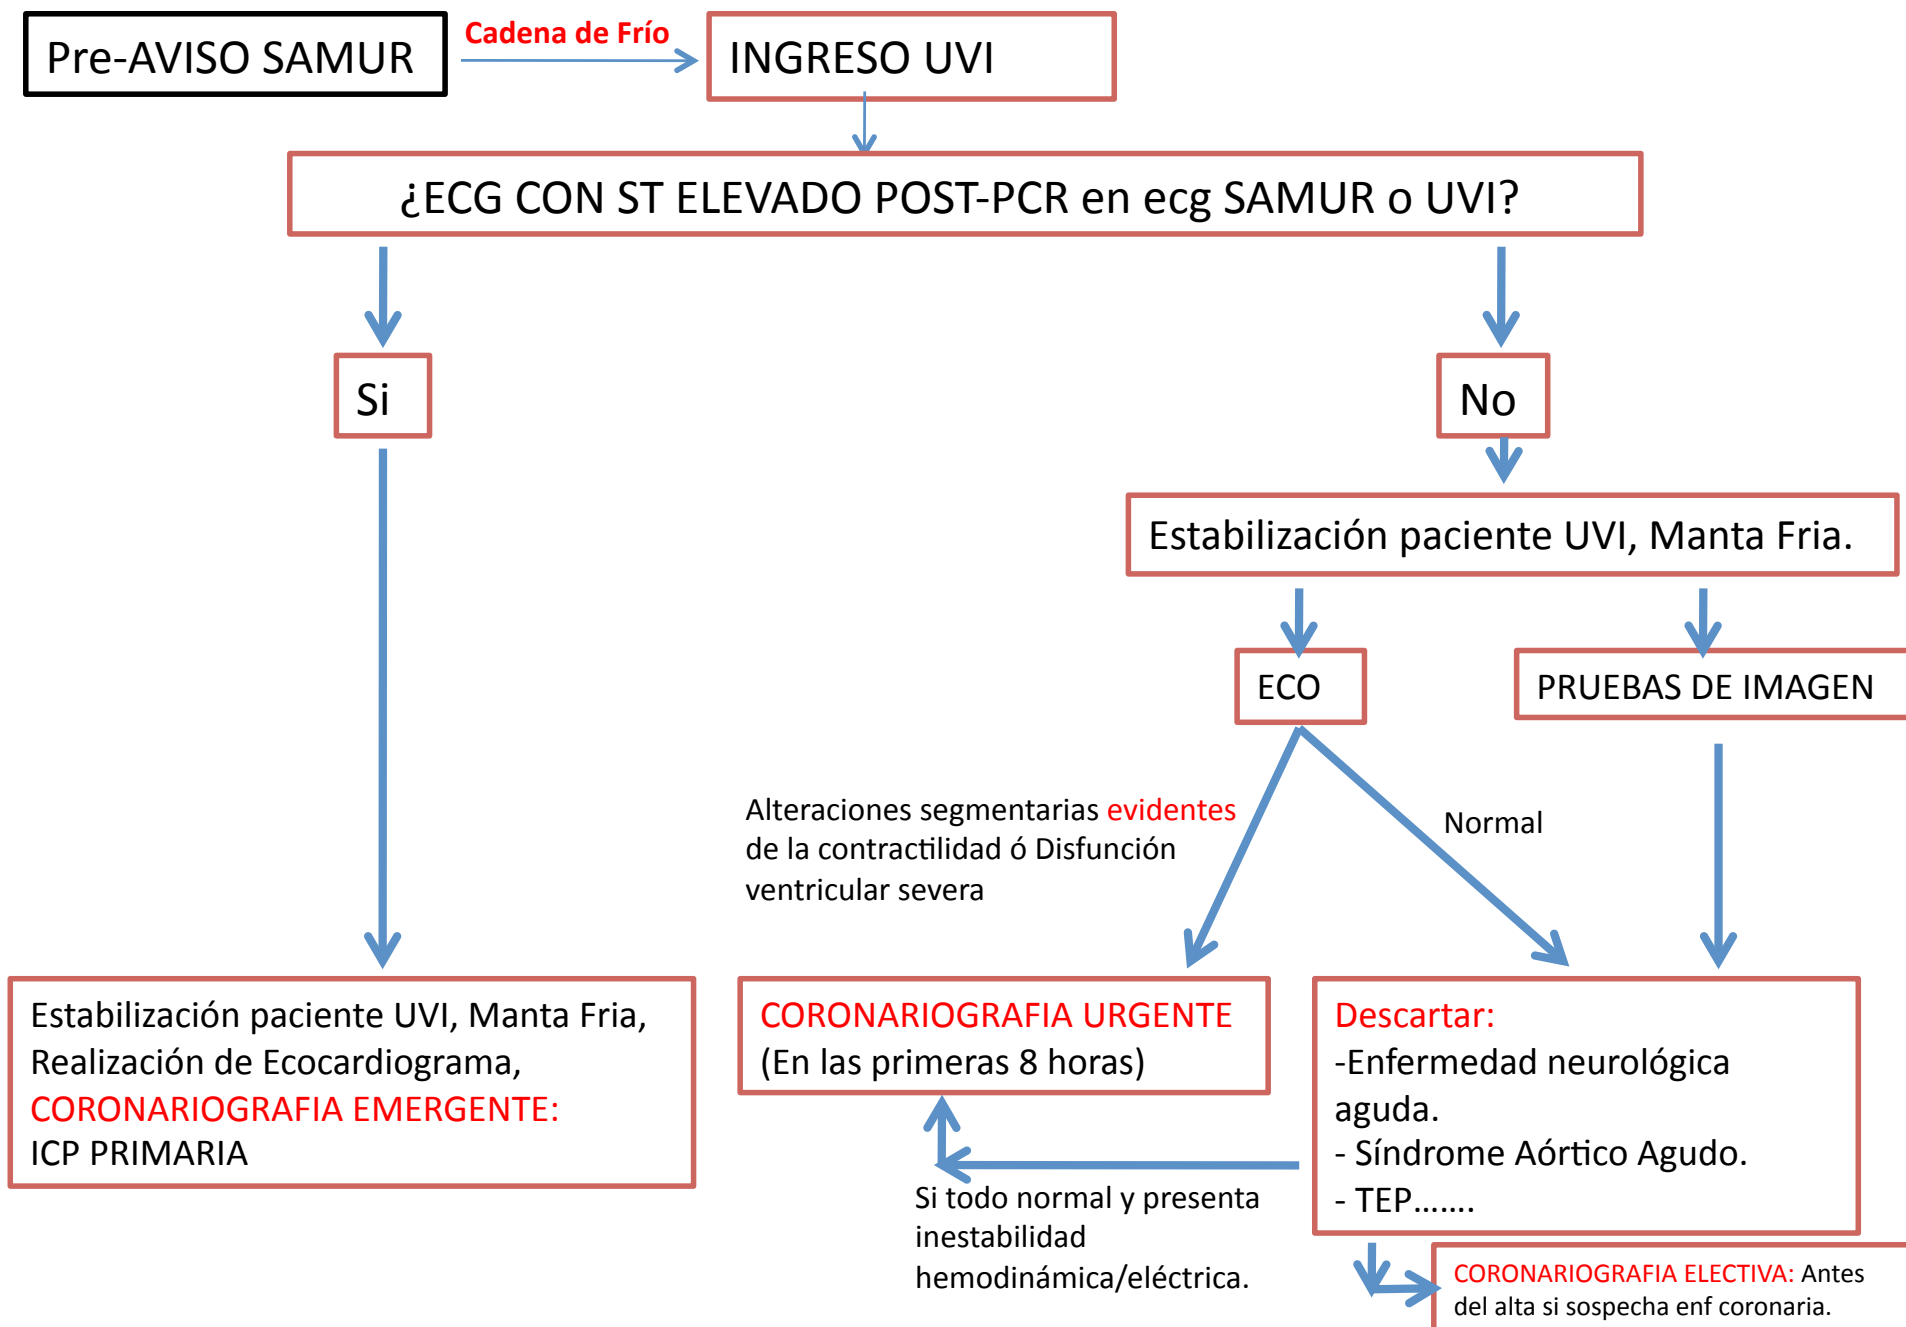 Pre-AVISO SAMUR
Cadena de Frío
INGRESO UVI
¿ECG CON ST ELEVADO POST-PCR en ecg SAMUR o UVI?
Si
No
Estabilización paciente UVI, Manta Fria.
ECO
PRUEBAS DE IMAGEN
Alteraciones segmentarias evidentes
de la contractilidad ó Disfunción
ventricular severa
Normal
Estabilización paciente UVI, Manta Fria,
Realización de Ecocardiograma,
CORONARIOGRAFIA EMERGENTE:
ICP PRIMARIA
CORONARIOGRAFIA URGENTE
(En las primeras 8 horas)
Descartar:
-Enfermedad neurológica
aguda.
- Síndrome Aórtico Agudo.
- TEP…….
Si todo normal y presenta
inestabilidad
hemodinámica/eléctrica.
CORONARIOGRAFIA ELECTIVA: Antes
del alta si sospecha enf coronaria.